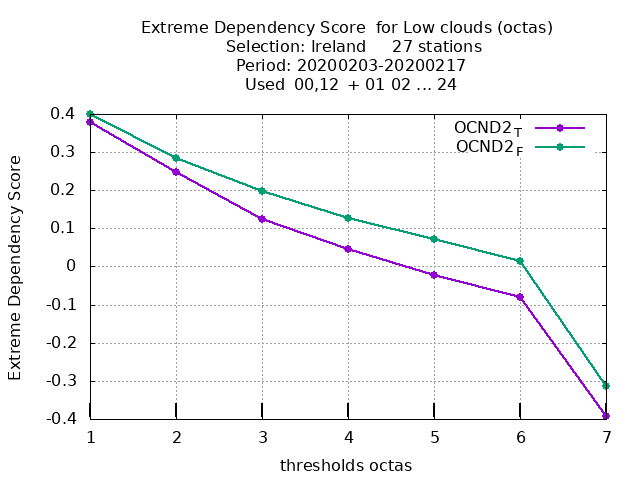 Extreme Dependency Score  for Low clouds (octas)
Selection: Ireland     27 stations
Period: 20200203-20200217
Used  00,12  + 01 02 ... 24
OCND2_T
OCND2_F
0.4
0.3
0.2
0.1
0
-0.1
-0.2
-0.3
-0.4
Extreme Dependency Score
1 2 3 4 5 6 7
thresholds octas